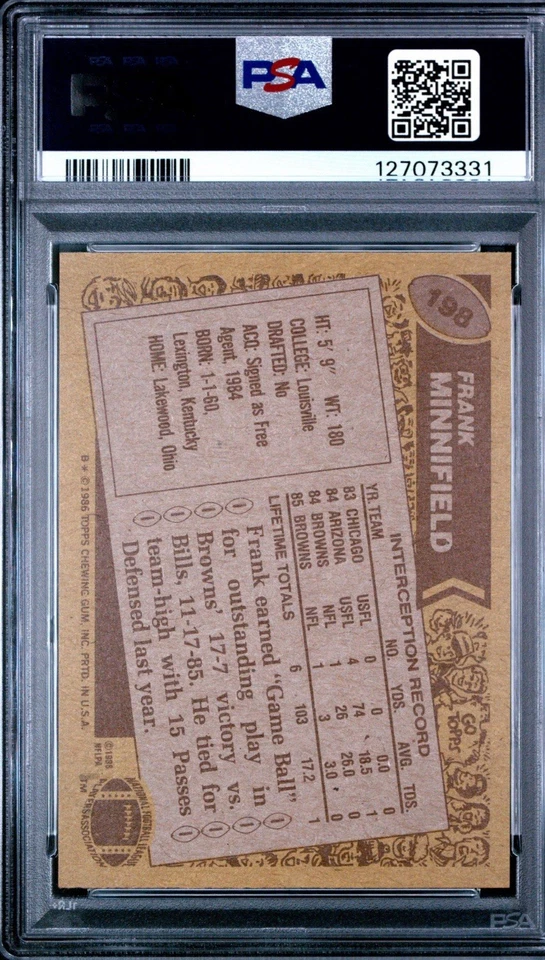 PSA
127073331
198
FRANK
MINNIFIELD
HT: 5' 9" WT: 180
COLLEGE: Louisville
DRAFTED: No
ACQ: Signed as Free
Agent, 1984
BORN: 1-1-60,
Lexington, Kentucky
HOME: Lakewood, Ohio
INTERCEPTION RECORD
YR. TEAM NO. YDS. AVG. TDS.
83 CHICAGO USFL 0 0 0.0 0
84 ARIZONA USFL 4 74 18.5 1
84 BROWNS NFL 1 26 26.0 0
85 BROWNS NFL 1 3 3.0 0
LIFETIME TOTALS 6 103 17.2 1
Frank earned "Game Ball"
for outstanding play in
Browns' 17-7 victory vs.
Bills, 11-17-85. He tied for
team-high with 15 Passes
Defensed last year.
GO
TOPPS
B* © 1986 TOPPS CHEWING GUM, INC. PRTD. IN U.S.A.
NFLPA
TM
PSA